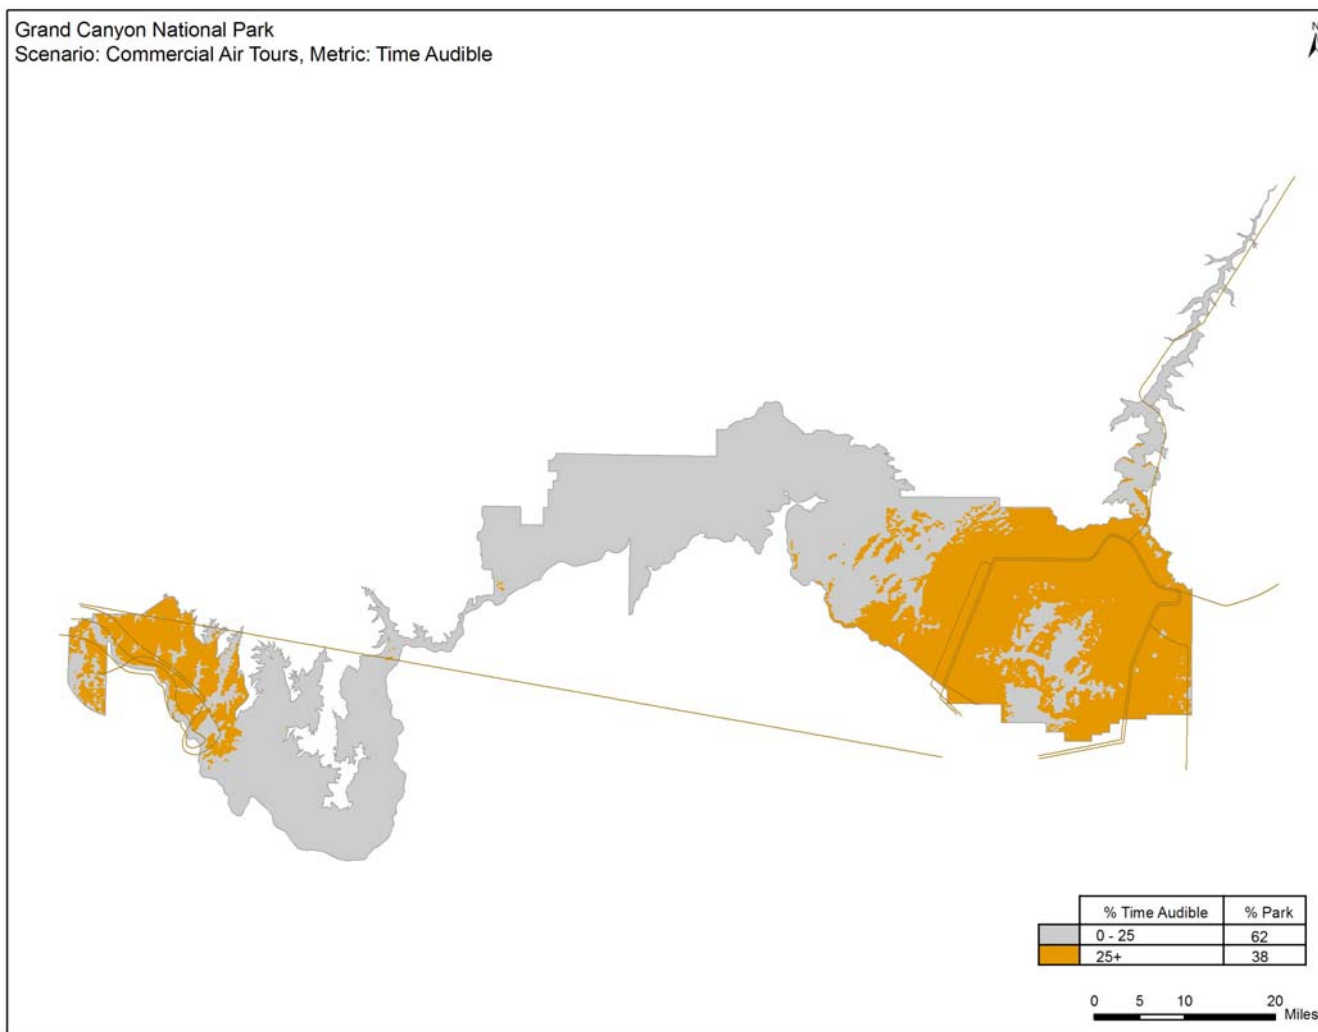 Grand Canyon National Park
Scenario: Commercial Air Tours, Metric: Time Audible
N
% Time Audible % Park
0 - 25 62
25+ 38
0 5 10 20
Miles